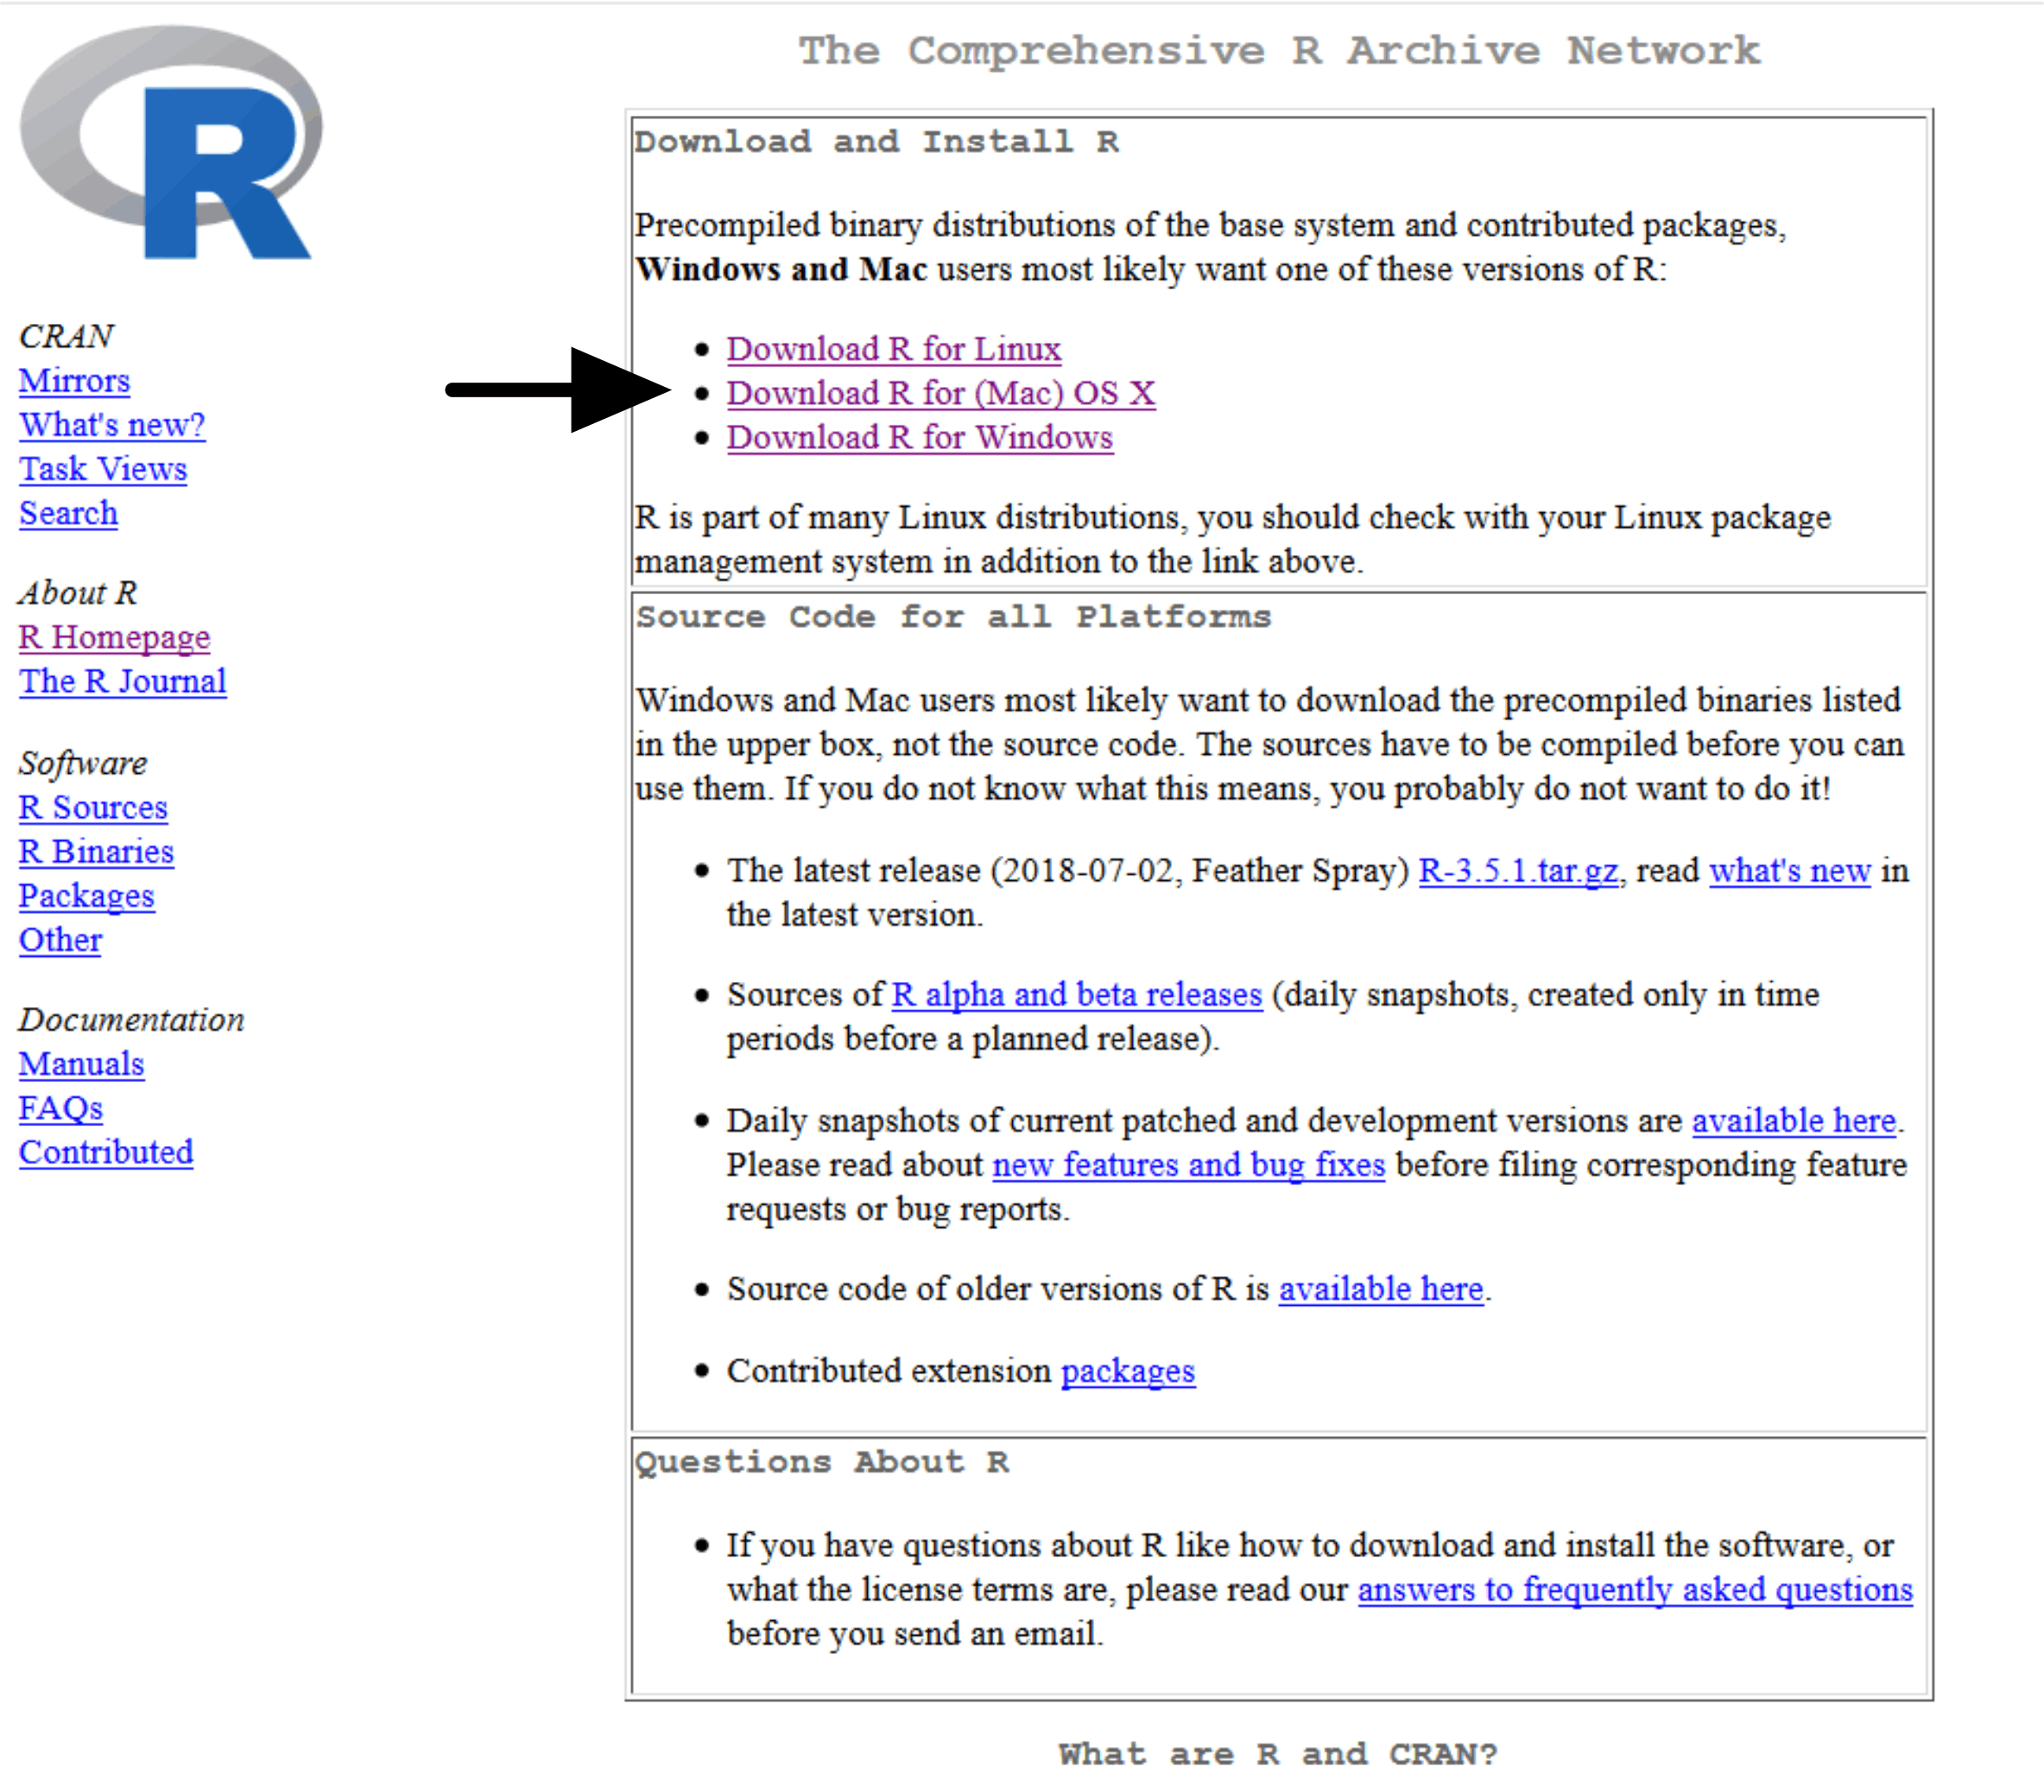 R
CRAN
Mirrors
What's new?
Task Views
Search
About R
R Homepage
The R Journal
Software
R Sources
R Binaries
Packages
Other
Documentation
Manuals
FAQs
Contributed
The Comprehensive R Archive Network
Download and Install R
Precompiled binary distributions of the base system and contributed packages,
Windows and Mac users most likely want one of these versions of R:
• Download R for Linux
• Download R for (Mac) OS X
• Download R for Windows
R is part of many Linux distributions, you should check with your Linux package
management system in addition to the link above.
Source Code for all Platforms
Windows and Mac users most likely want to download the precompiled binaries listed
in the upper box, not the source code. The sources have to be compiled before you can
use them. If you do not know what this means, you probably do not want to do it!
• The latest release (2018-07-02, Feather Spray) R-3.5.1.tar.gz, read what's new in
the latest version.
• Sources of R alpha and beta releases (daily snapshots, created only in time
periods before a planned release).
• Daily snapshots of current patched and development versions are available here.
Please read about new features and bug fixes before filing corresponding feature
requests or bug reports.
• Source code of older versions of R is available here.
• Contributed extension packages
Questions About R
• If you have questions about R like how to download and install the software, or
what the license terms are, please read our answers to frequently asked questions
before you send an email.
What are R and CRAN?